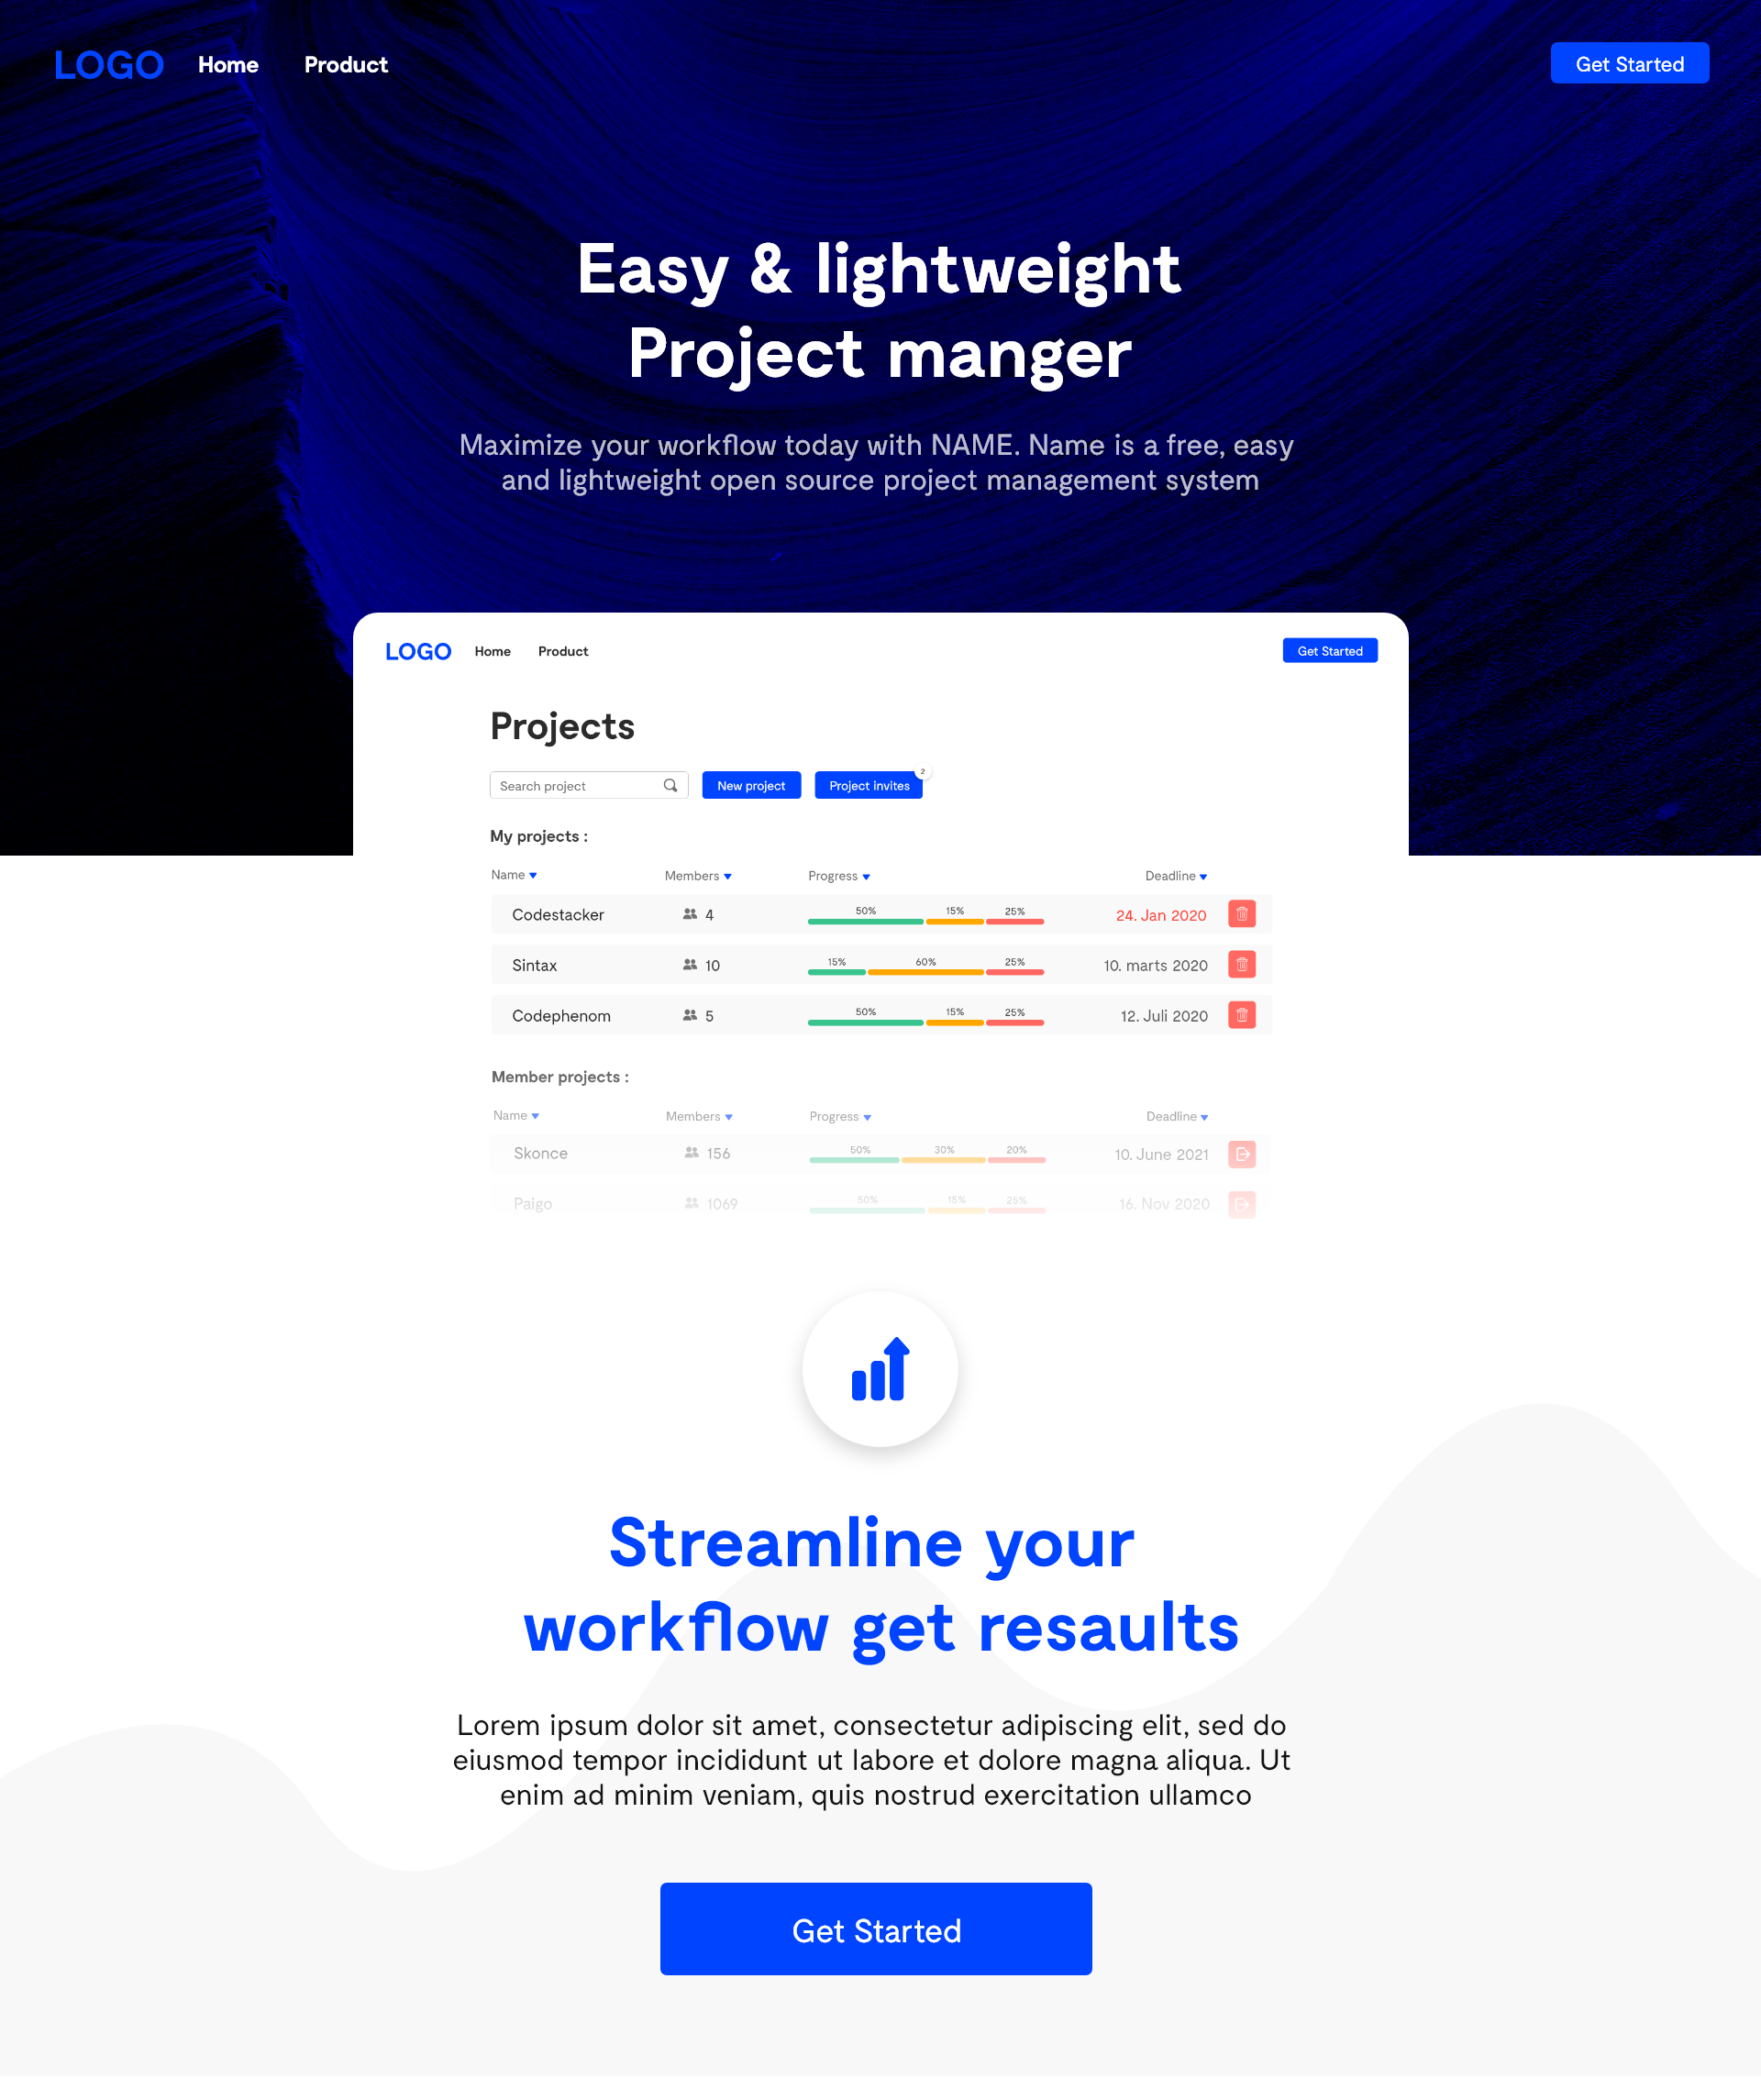 LOGO Home Product Get Started
Easy & lightweight
Project manger
Maximize your workflow today with NAME. Name is a free, easy
and lightweight open source project management system
LOGO Home Product Get Started
Projects
Search project New project Project invites 2
My projects :
Name Members Progress Deadline
Codestacker 4 50% 15% 25% 24. Jan 2020
Sintax 10 15% 60% 25% 10. marts 2020
Codephenom 5 50% 15% 25% 12. Juli 2020
Member projects :
Name Members Progress Deadline
Skonce 156 50% 30% 20% 10. June 2021
Paigo 1069 50% 15% 25% 16. Nov 2020
Streamline your
workflow get resaults
Lorem ipsum dolor sit amet, consectetur adipiscing elit, sed do
eiusmod tempor incididunt ut labore et dolore magna aliqua. Ut
enim ad minim veniam, quis nostrud exercitation ullamco
Get Started